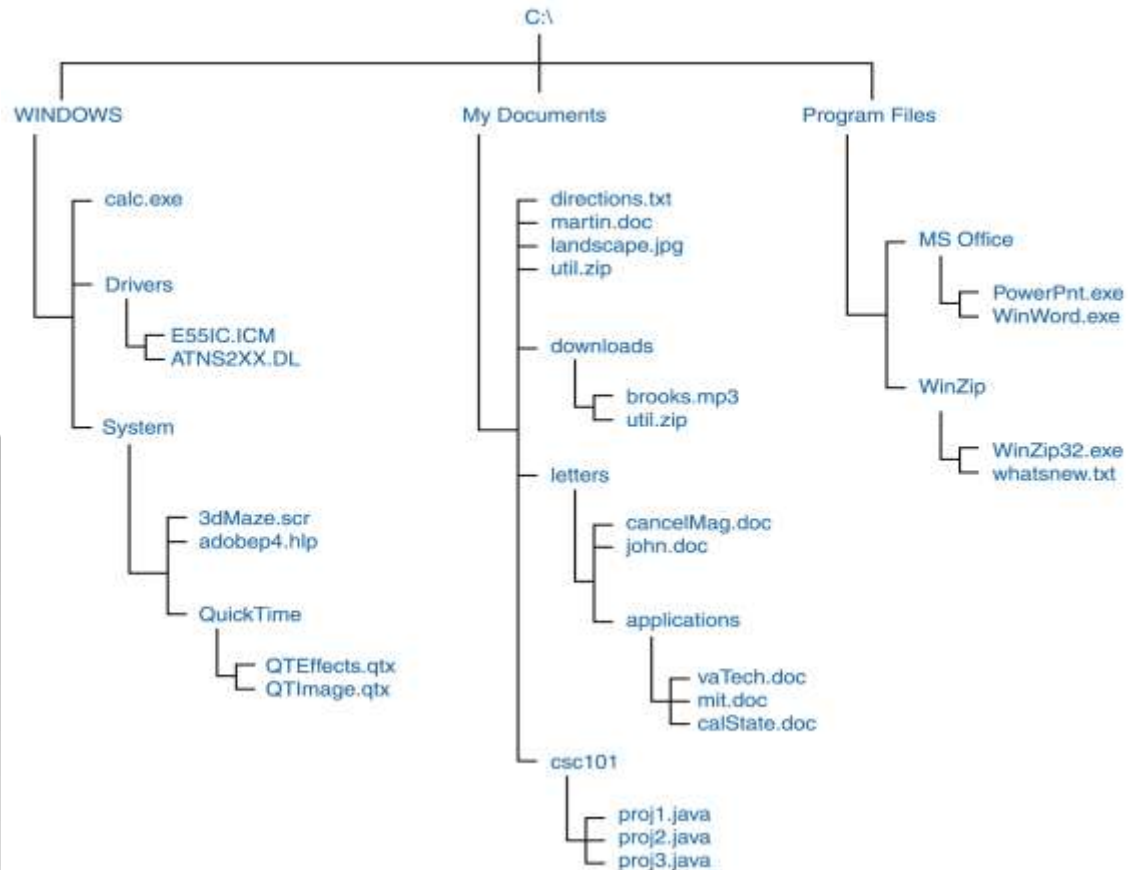 C:\
WINDOWS
calc.exe
Drivers
E55IC.ICM
ATNS2XX.DL
System
3dMaze.scr
adobep4.hlp
QuickTime
QTEffects.qtx
QTImage.qtx
My Documents
directions.txt
martin.doc
landscape.jpg
util.zip
downloads
brooks.mp3
util.zip
letters
cancelMag.doc
john.doc
applications
vaTech.doc
mit.doc
calState.doc
csc101
proj1.java
proj2.java
proj3.java
Program Files
MS Office
PowerPnt.exe
WinWord.exe
WinZip
WinZip32.exe
whatsnew.txt